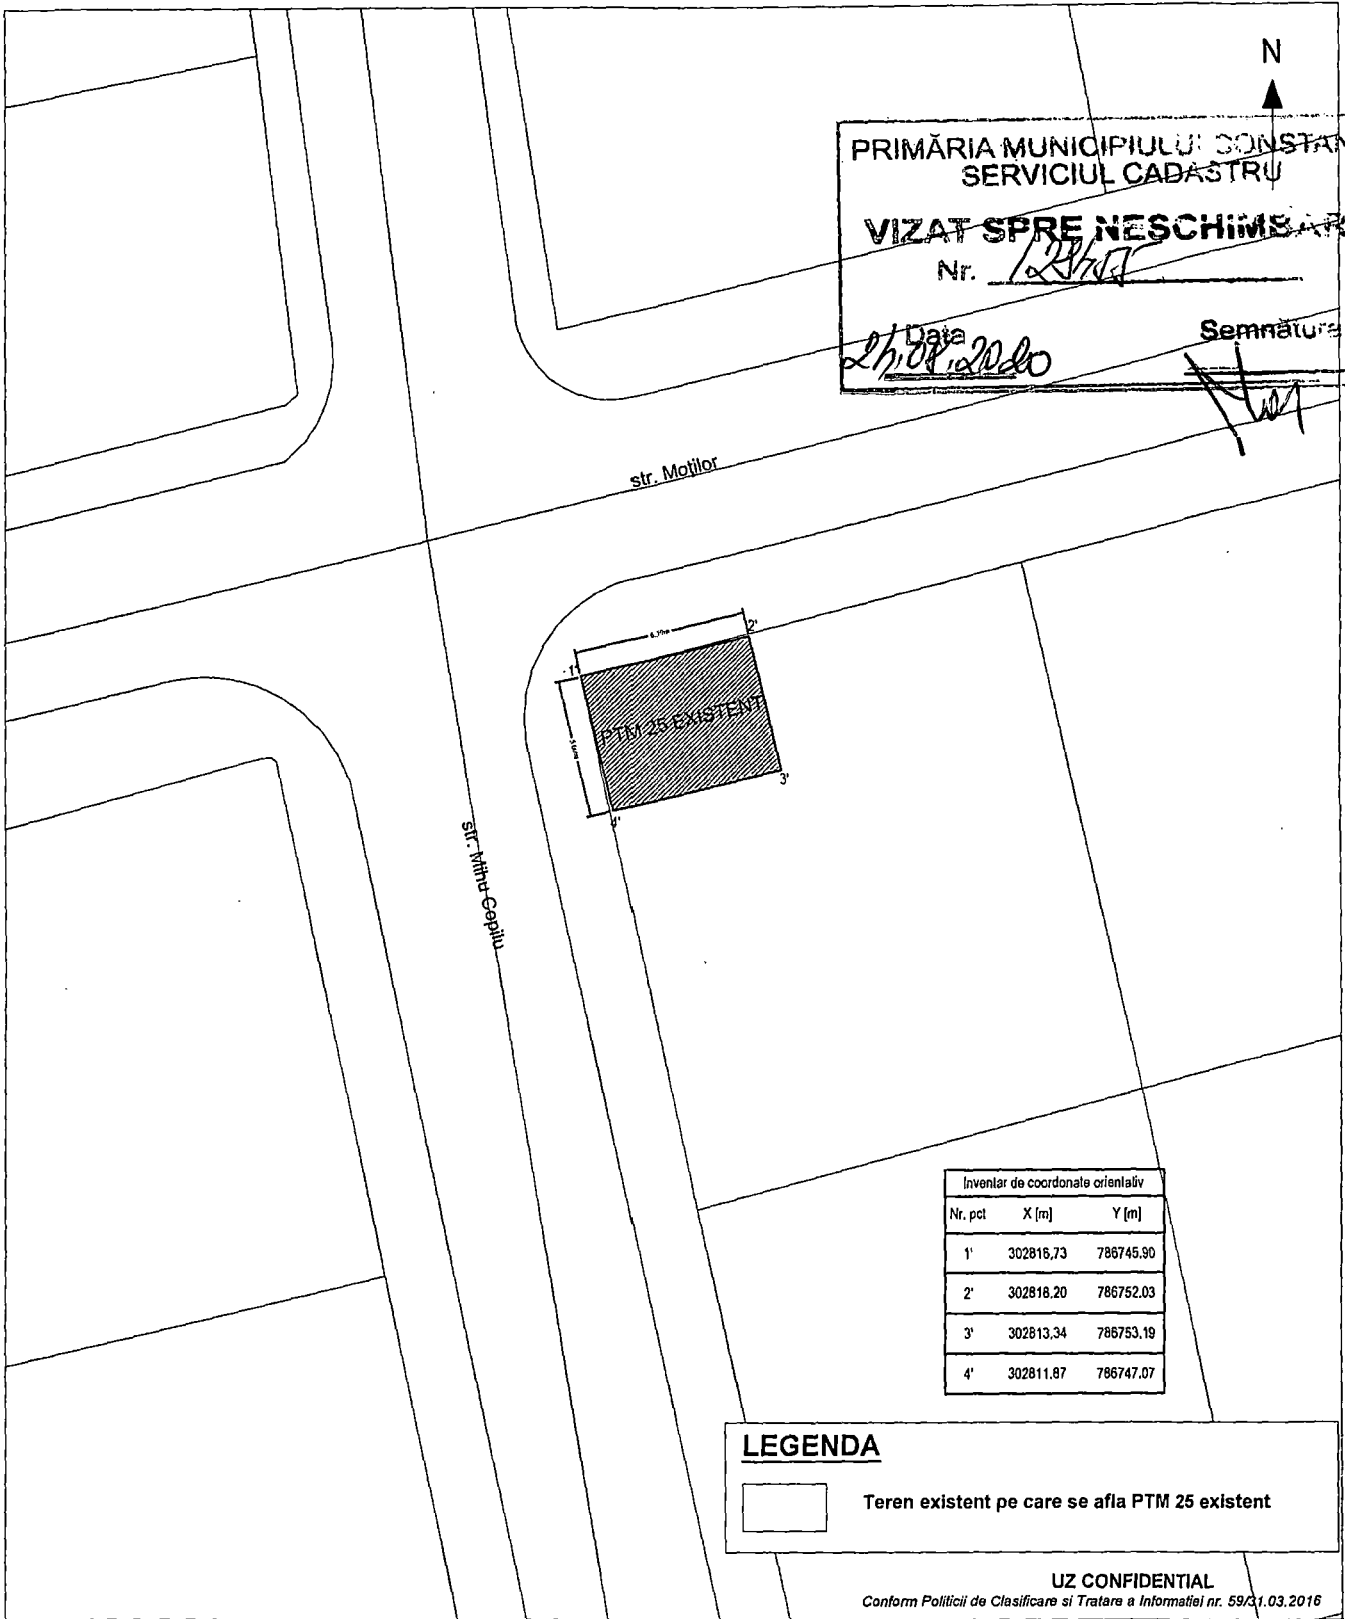 N
PRIMĂRIA MUNICIPIULUI CONSTAN
SERVICIUL CADASTRU
VIZAT SPRE NESCHIMBAR
Nr.
Data
Semnătura
str. Moților
1'
2'
PTM 25 EXISTENT
3'
4'
str. Mihu Copilu
Inventar de coordonate orientativ
Nr. pct X [m] Y [m]
1' 302816,73 786745.90
2' 302818.20 786752.03
3' 302813,34 786753,19
4' 302811.87 786747.07
LEGENDA
Teren existent pe care se afla PTM 25 existent
UZ CONFIDENTIAL
Conform Politicii de Clasificare si Tratare a Informatiei nr. 59/31.03.2016